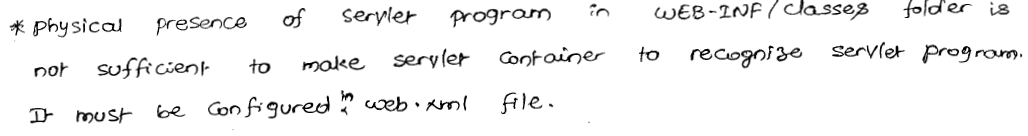 * Physical presence of servlet program in WEB-INF/classes folder is
not sufficient to make servlet container to recognize servlet program.
It must be configured in web.xml file.